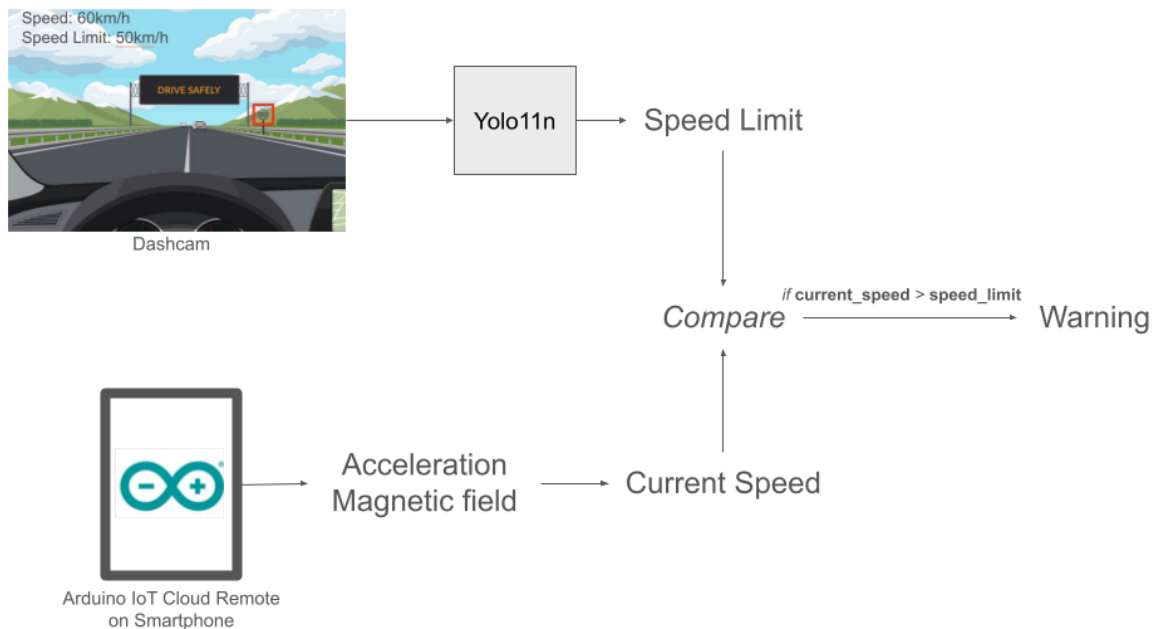 Speed: 60km/h
Speed Limit: 50km/h
DRIVE SAFELY
Dashcam
Yolo11n
Speed Limit
Compare
if current_speed > speed_limit
Warning
Acceleration
Magnetic field
Current Speed
Arduino IoT Cloud Remote
on Smartphone